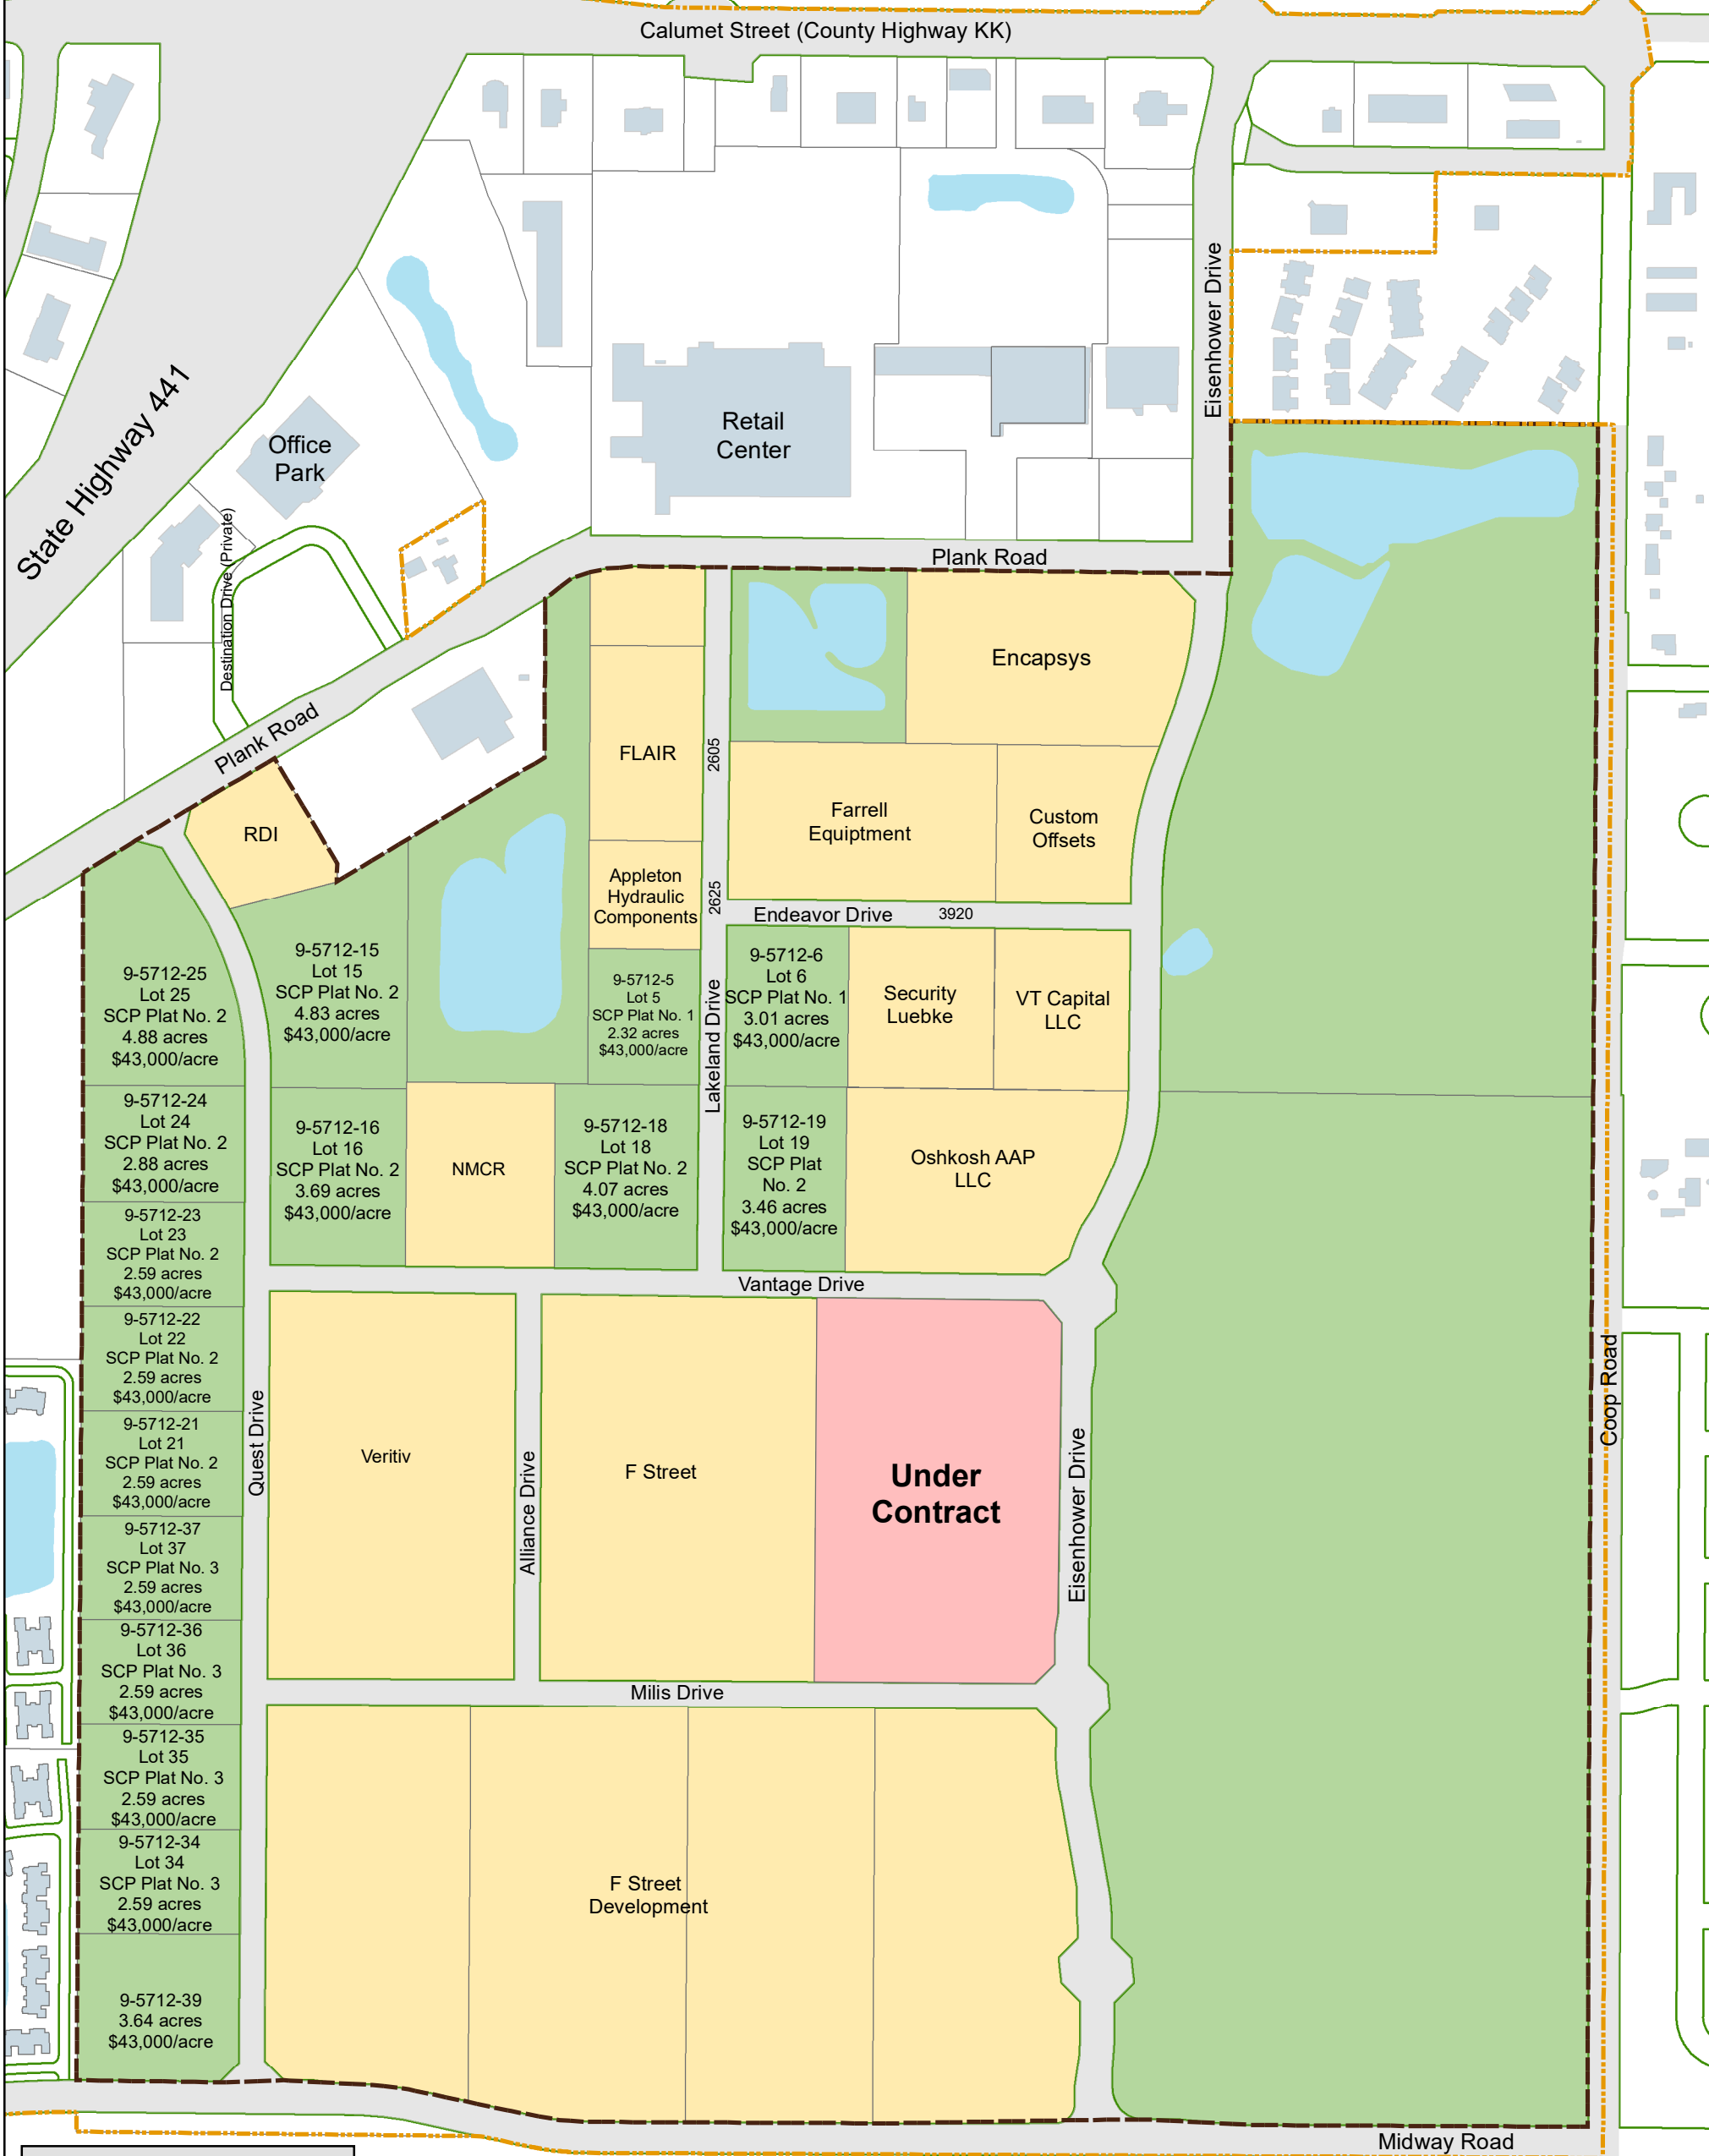 Calumet Street (County Highway KK)
State Highway 441
Office
Park
Retail
Center
Eisenhower Drive
Destination Drive (Private)
Plank Road
Plank Road
Encapsys
FLAIR
2605
Farrell
Equiptment
Custom
Offsets
RDI
Appleton
Hydraulic
Components
2625
Endeavor Drive
3920
9-5712-25
Lot 25
SCP Plat No. 2
4.88 acres
$43,000/acre
9-5712-15
Lot 15
SCP Plat No. 2
4.83 acres
$43,000/acre
9-5712-5
Lot 5
SCP Plat No. 1
2.32 acres
$43,000/acre
Lakeland Drive
9-5712-6
Lot 6
SCP Plat No. 1
3.01 acres
$43,000/acre
Security
Luebke
VT Capital
LLC
9-5712-24
Lot 24
SCP Plat No. 2
2.88 acres
$43,000/acre
9-5712-16
Lot 16
SCP Plat No. 2
3.69 acres
$43,000/acre
NMCR
9-5712-18
Lot 18
SCP Plat No. 2
4.07 acres
$43,000/acre
9-5712-19
Lot 19
SCP Plat
No. 2
3.46 acres
$43,000/acre
Oshkosh AAP
LLC
9-5712-23
Lot 23
SCP Plat No. 2
2.59 acres
$43,000/acre
Vantage Drive
9-5712-22
Lot 22
SCP Plat No. 2
2.59 acres
$43,000/acre
Coop Road
9-5712-21
Lot 21
SCP Plat No. 2
2.59 acres
$43,000/acre
Quest Drive
Veritiv
Alliance Drive
F Street
Under
Contract
Eisenhower Drive
9-5712-37
Lot 37
SCP Plat No. 3
2.59 acres
$43,000/acre
9-5712-36
Lot 36
SCP Plat No. 3
2.59 acres
$43,000/acre
Milis Drive
9-5712-35
Lot 35
SCP Plat No. 3
2.59 acres
$43,000/acre
9-5712-34
Lot 34
SCP Plat No. 3
2.59 acres
$43,000/acre
F Street
Development
9-5712-39
3.64 acres
$43,000/acre
Midway Road